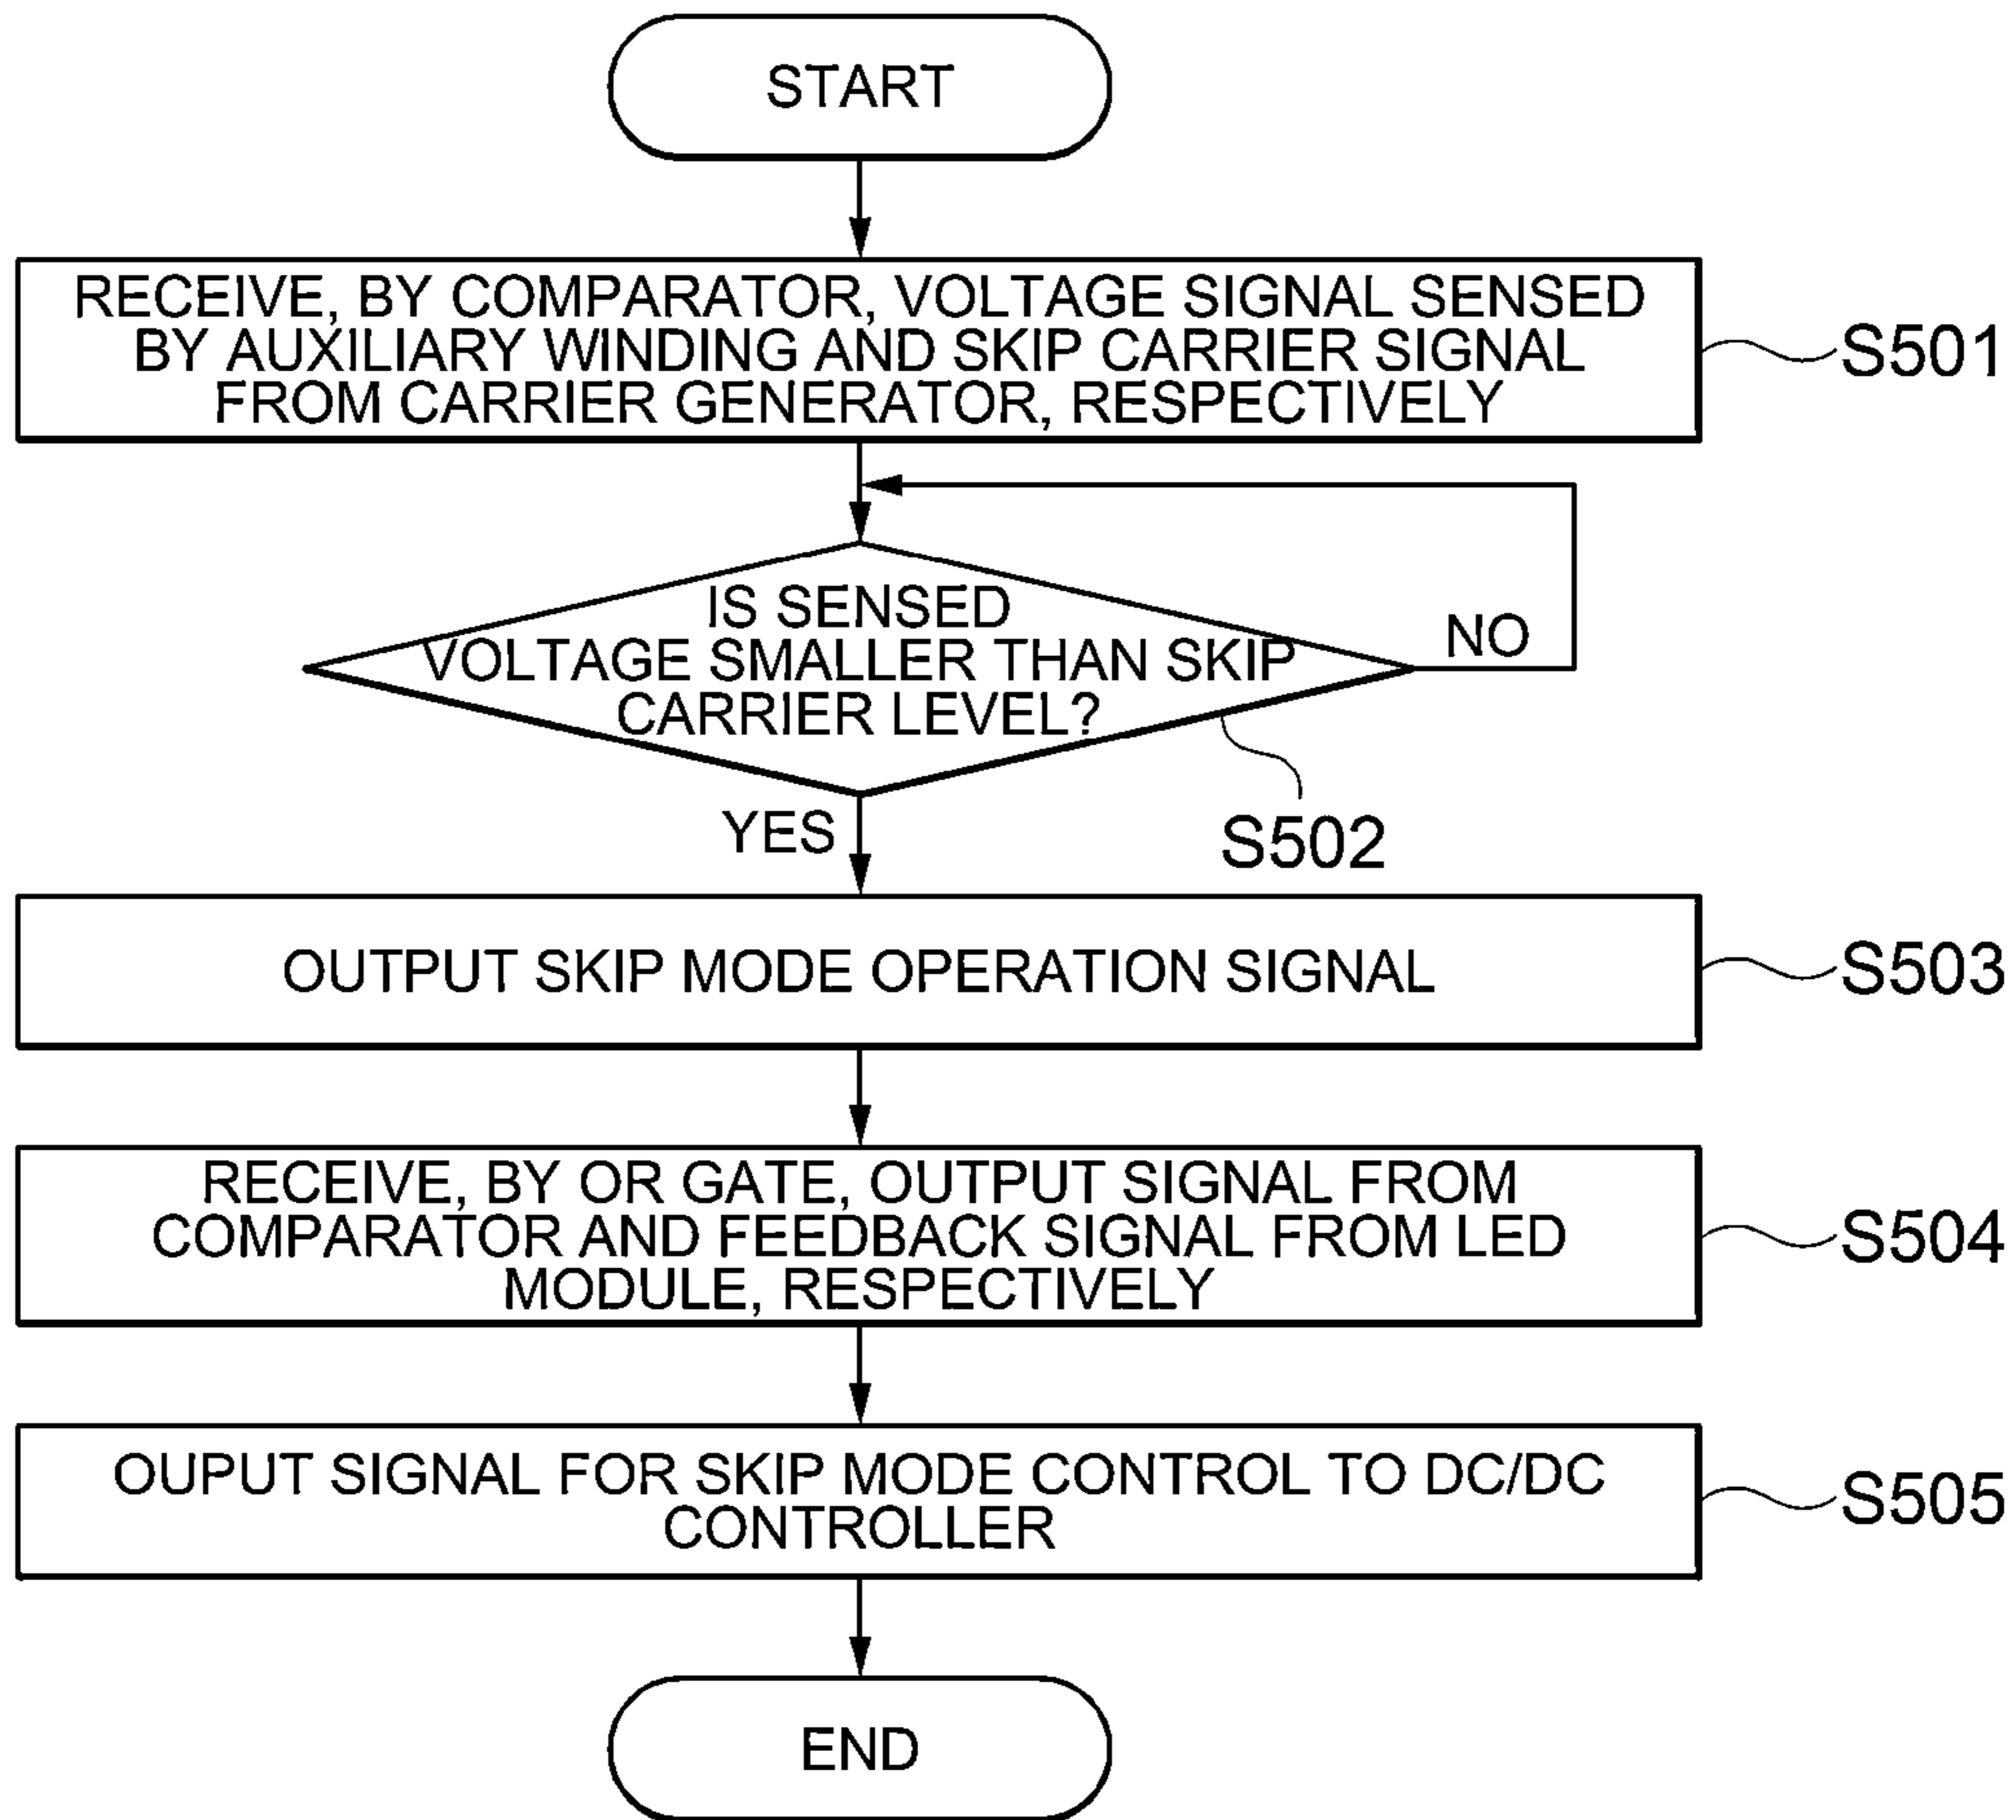 START
RECEIVE, BY COMPARATOR, VOLTAGE SIGNAL SENSED
BY AUXILIARY WINDING AND SKIP CARRIER SIGNAL
FROM CARRIER GENERATOR, RESPECTIVELY
S501
IS SENSED
VOLTAGE SMALLER THAN SKIP
CARRIER LEVEL?
NO
YES
S502
OUTPUT SKIP MODE OPERATION SIGNAL
S503
RECEIVE, BY OR GATE, OUTPUT SIGNAL FROM
COMPARATOR AND FEEDBACK SIGNAL FROM LED
MODULE, RESPECTIVELY
S504
OUPUT SIGNAL FOR SKIP MODE CONTROL TO DC/DC
CONTROLLER
S505
END